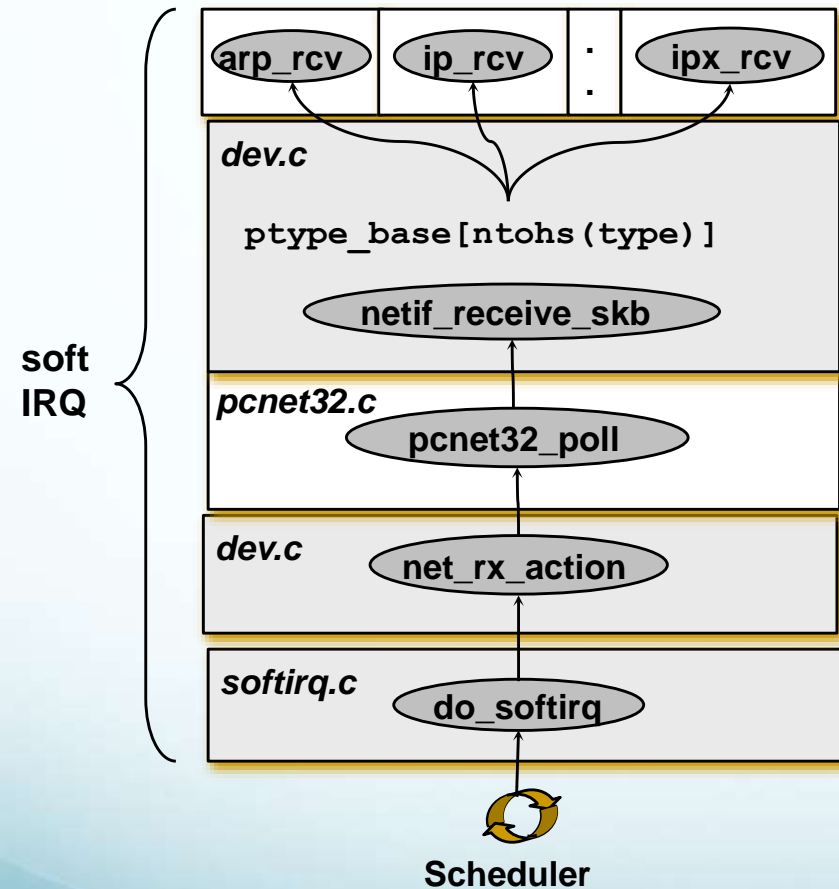 arp_rcv
ip_rcv
.
.
ipx_rcv
dev.c
ptype_base[ntohs(type)]
netif_receive_skb
soft
IRQ
pcnet32.c
pcnet32_poll
dev.c
net_rx_action
softirq.c
do_softirq
Scheduler